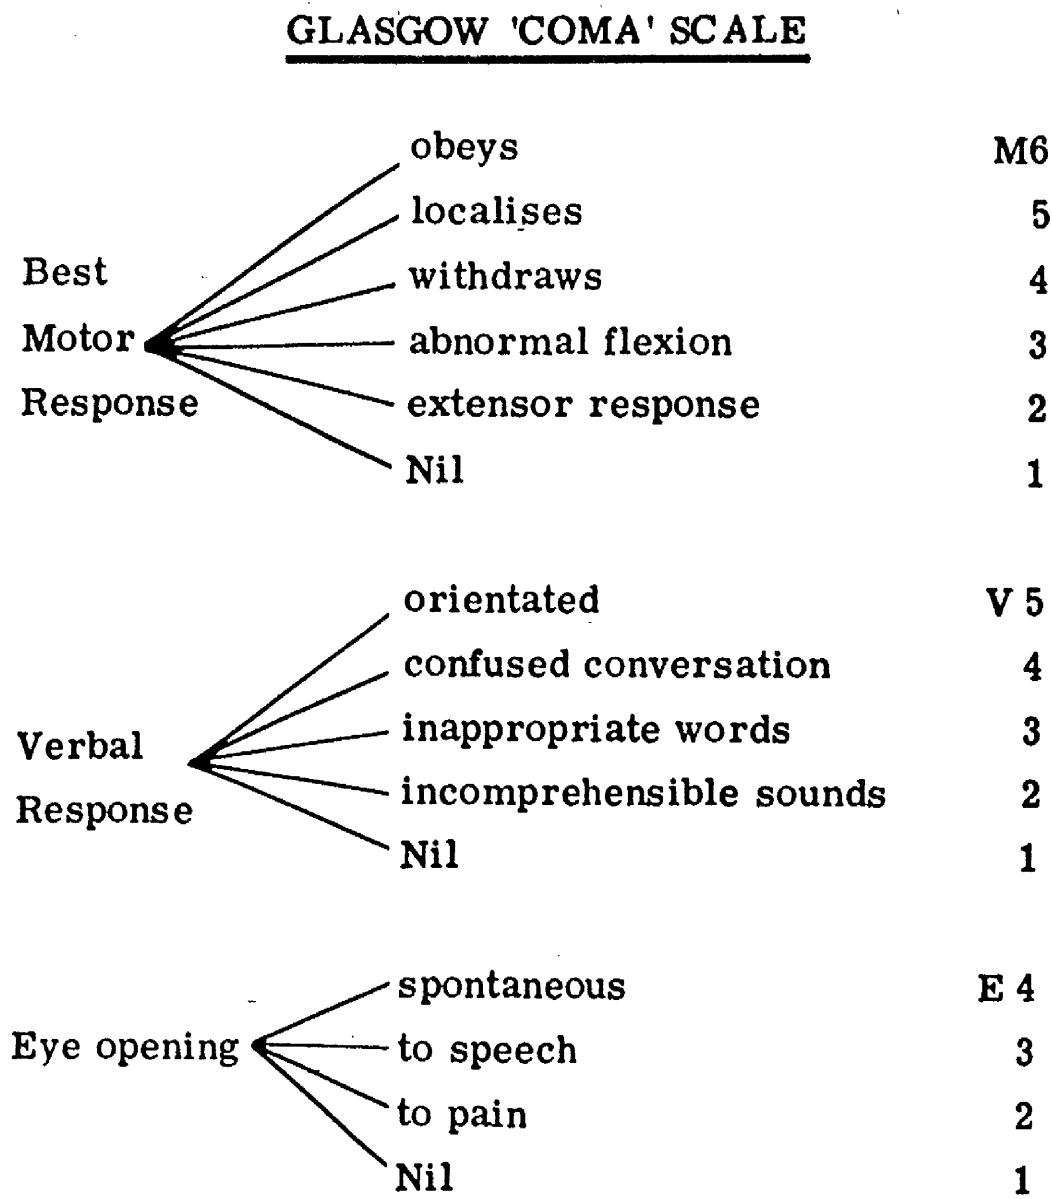 GLASGOW 'COMA' SCALE
obeys M6
localises 5
Best
withdraws 4
Motor
abnormal flexion 3
Response
extensor response 2
Nil 1
orientated V 5
confused conversation 4
inappropriate words 3
Verbal
incomprehensible sounds 2
Response
Nil 1
spontaneous E 4
Eye opening
to speech 3
to pain 2
Nil 1